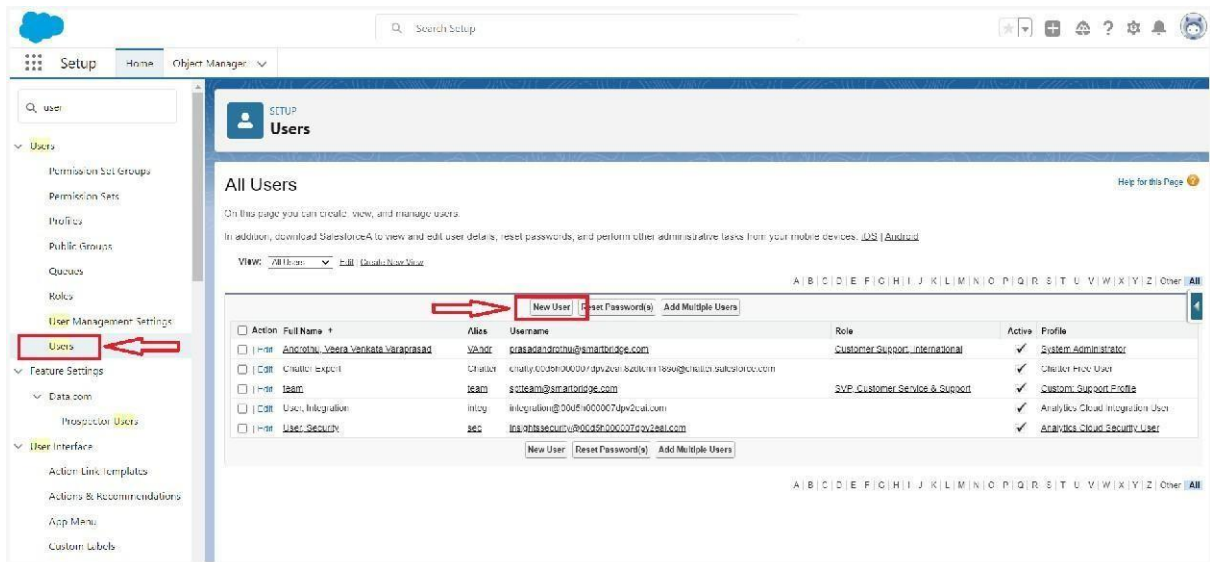 Search Setup
Setup Home Object Manager
user
Users
Permission Set Groups
Permission Sets
Profiles
Public Groups
Queues
Roles
User Management Settings
Users
Feature Settings
Data.com
Prospector Users
User Interface
Action Link Templates
Actions & Recommendations
App Menu
Custom Labels
SETUP
Users
All Users
Help for this Page
On this page you can create, view, and manage users.
In addition, download SalesforceA to view and edit user details, reset passwords, and perform other administrative tasks from your mobile devices. iOS | Android
View: All Users Edit | Create New View
A | B | C | D | E | F | G | H | I | J | K | L | M | N | O | P | Q | R | S | T | U | V | W | X | Y | Z | Other | All
New User Reset Password(s) Add Multiple Users
Action Full Name ↑ Alias Username Role Active Profile
Edit Androthu, Veera Venkata Varaprasad VAndr prasadandrothu@smartbridge.com Customer Support, International System Administrator
Edit Chatter Expert Chatter Chatter Free User
Edit team team spteam@smartbridge.com SVP, Customer Service & Support Custom: Support Profile
Edit User, Integration integ integration@00d5h000007dpv2eai.com Analytics Cloud Integration User
Edit User, Security sec insightssecurity@00d5h000007dpv2eai.com Analytics Cloud Security User
New User Reset Password(s) Add Multiple Users
A | B | C | D | E | F | G | H | I | J | K | L | M | N | O | P | Q | R | S | T | U | V | W | X | Y | Z | Other | All